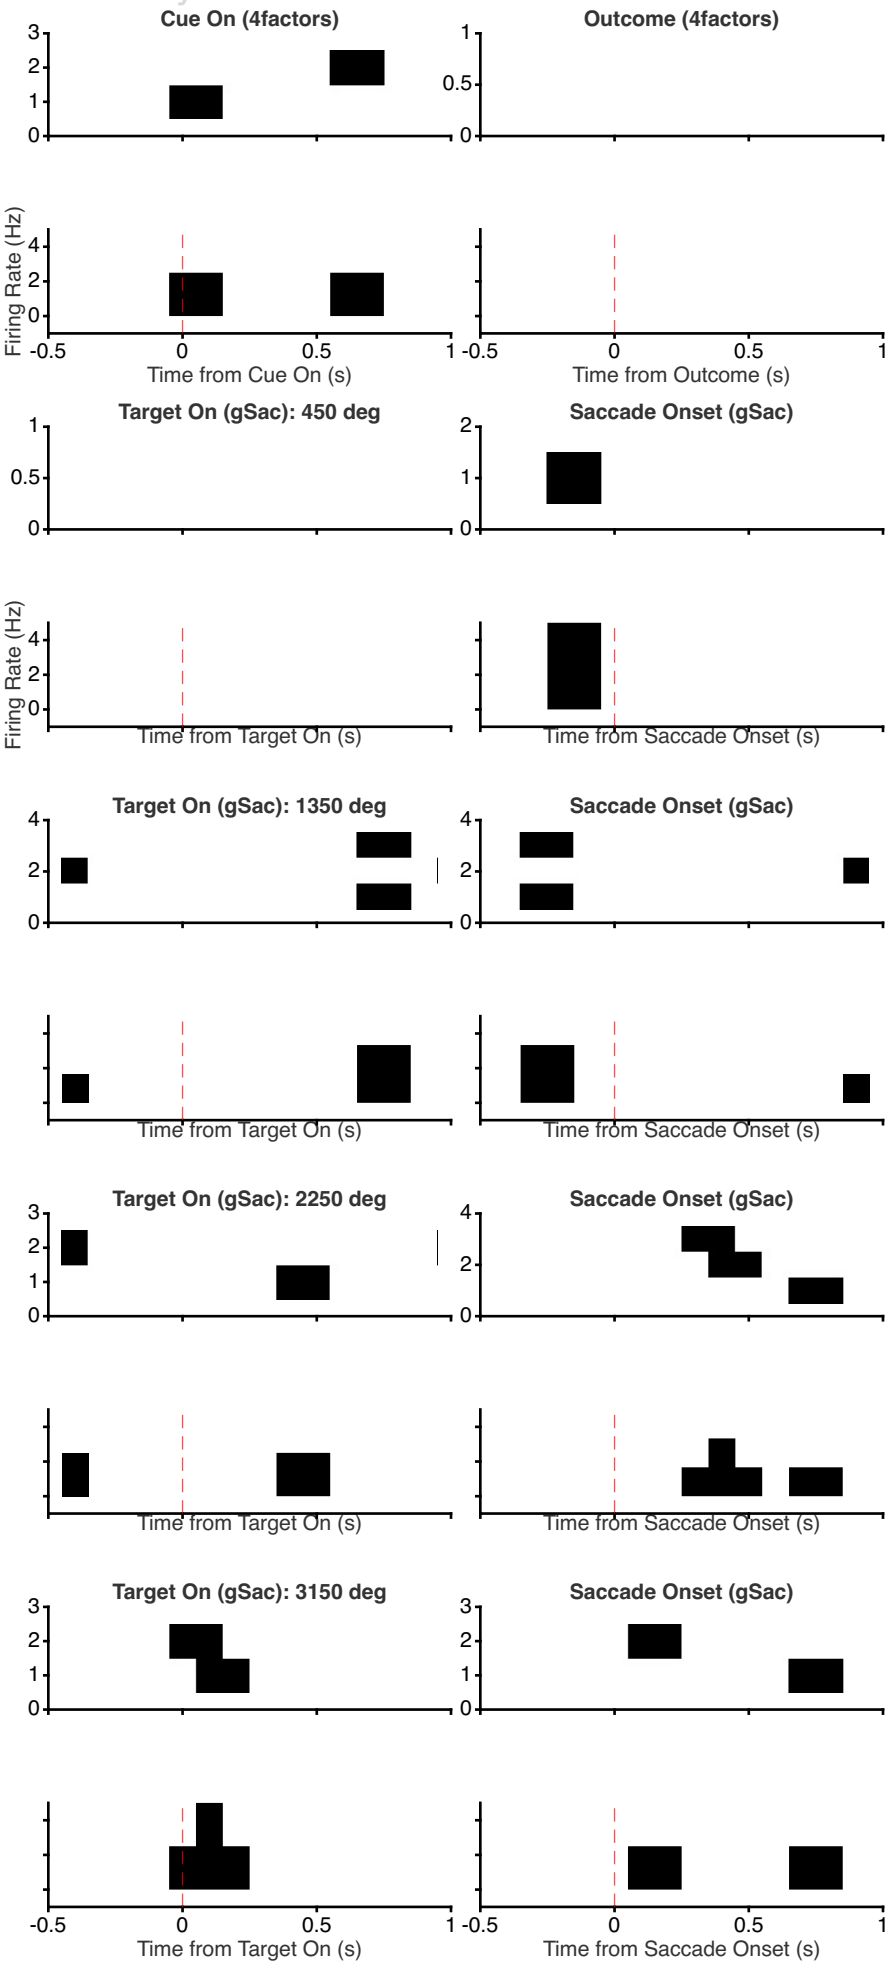 Cue On (4factors) Outcome (4factors)
3 1
2
0.5
1
0 0
Firing Rate (Hz)
4
2
0
-0.5 0 0.5 1 -0.5 0 0.5 1
Time from Cue On (s) Time from Outcome (s)
Target On (gSac): 450 deg Saccade Onset (gSac)
1 2
0.5 1
0 0
Firing Rate (Hz)
4
2
0
Time from Target On (s) Time from Saccade Onset (s)
Target On (gSac): 1350 deg Saccade Onset (gSac)
4 4
2 2
0 0
Time from Target On (s) Time from Saccade Onset (s)
Target On (gSac): 2250 deg Saccade Onset (gSac)
3 4
2
2
1
0 0
Time from Target On (s) Time from Saccade Onset (s)
Target On (gSac): 3150 deg Saccade Onset (gSac)
3 3
2 2
1 1
0 0
-0.5 0 0.5 1 -0.5 0 0.5 1
Time from Target On (s) Time from Saccade Onset (s)